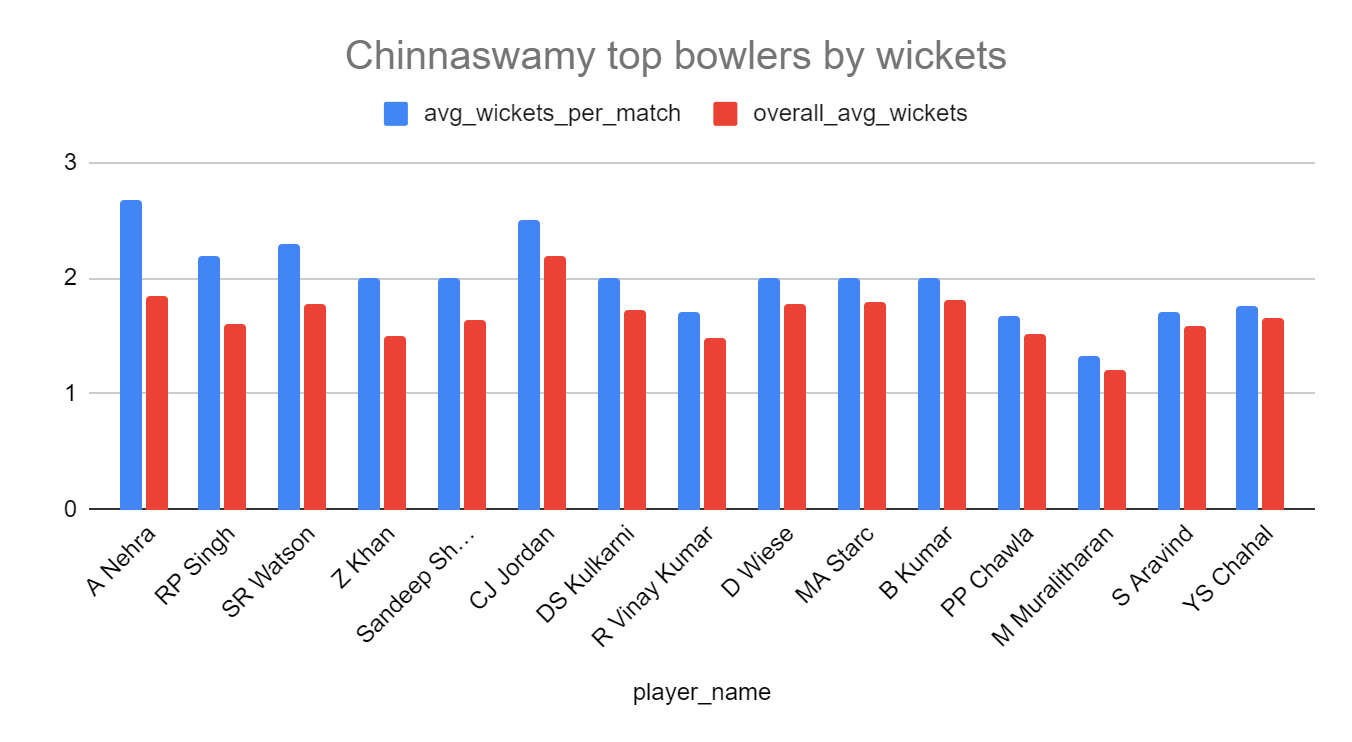 Chinnaswamy top bowlers by wickets
avg_wickets_per_match overall_avg_wickets
3
2
1
0
A Nehra
RP Singh
SR Watson
Z Khan
Sandeep Sh…
CJ Jordan
DS Kulkarni
R Vinay Kumar
D Wiese
MA Starc
B Kumar
PP Chawla
M Muralitharan
S Aravind
YS Chahal
player_name